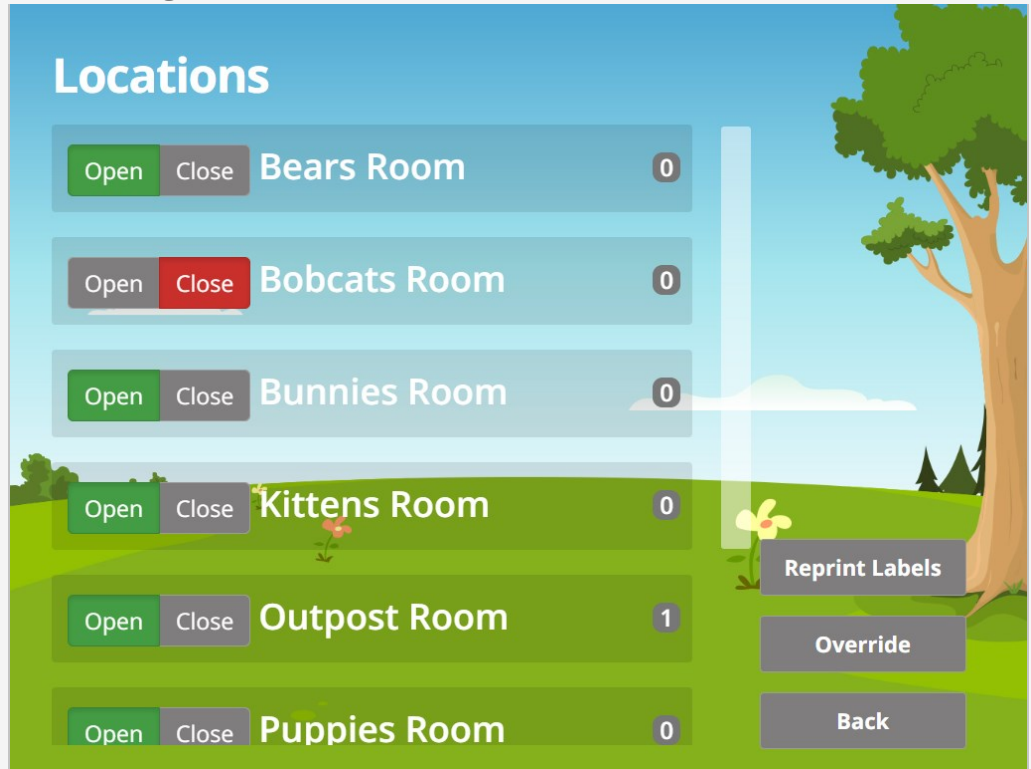 Locations
Open Close Bears Room 0
Open Close Bobcats Room 0
Open Close Bunnies Room 0
Open Close Kittens Room 0
Reprint Labels
Open Close Outpost Room 1
Override
Open Close Puppies Room 0
Back